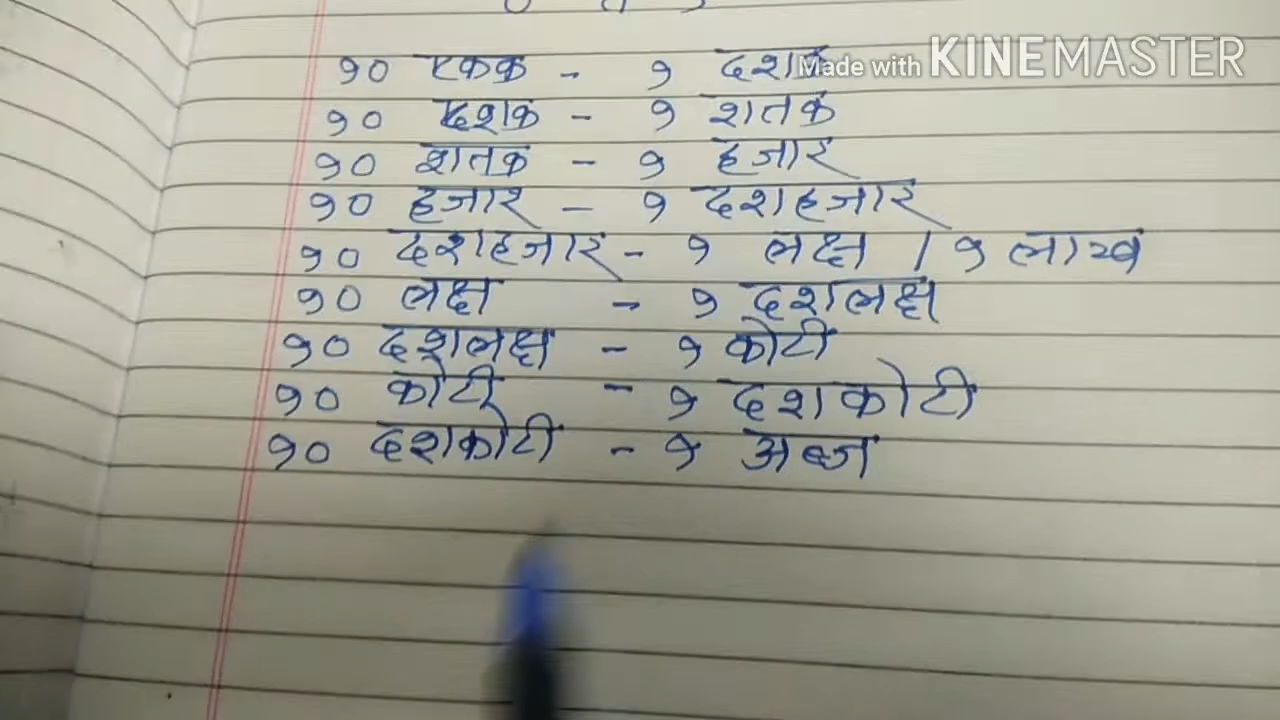 Made with KINEMASTER
१० एकक - १ दशक
१० दशक - १ शतक
१० शतक - १ हजार
१० हजार - १ दशहजार
१० दशहजार - १ लक्ष / १ लाख
१० लक्ष - १ दशलक्ष
१० दशलक्ष - १ कोटी
१० कोटी - १ दशकोटी
१० दशकोटी - १ अब्ज